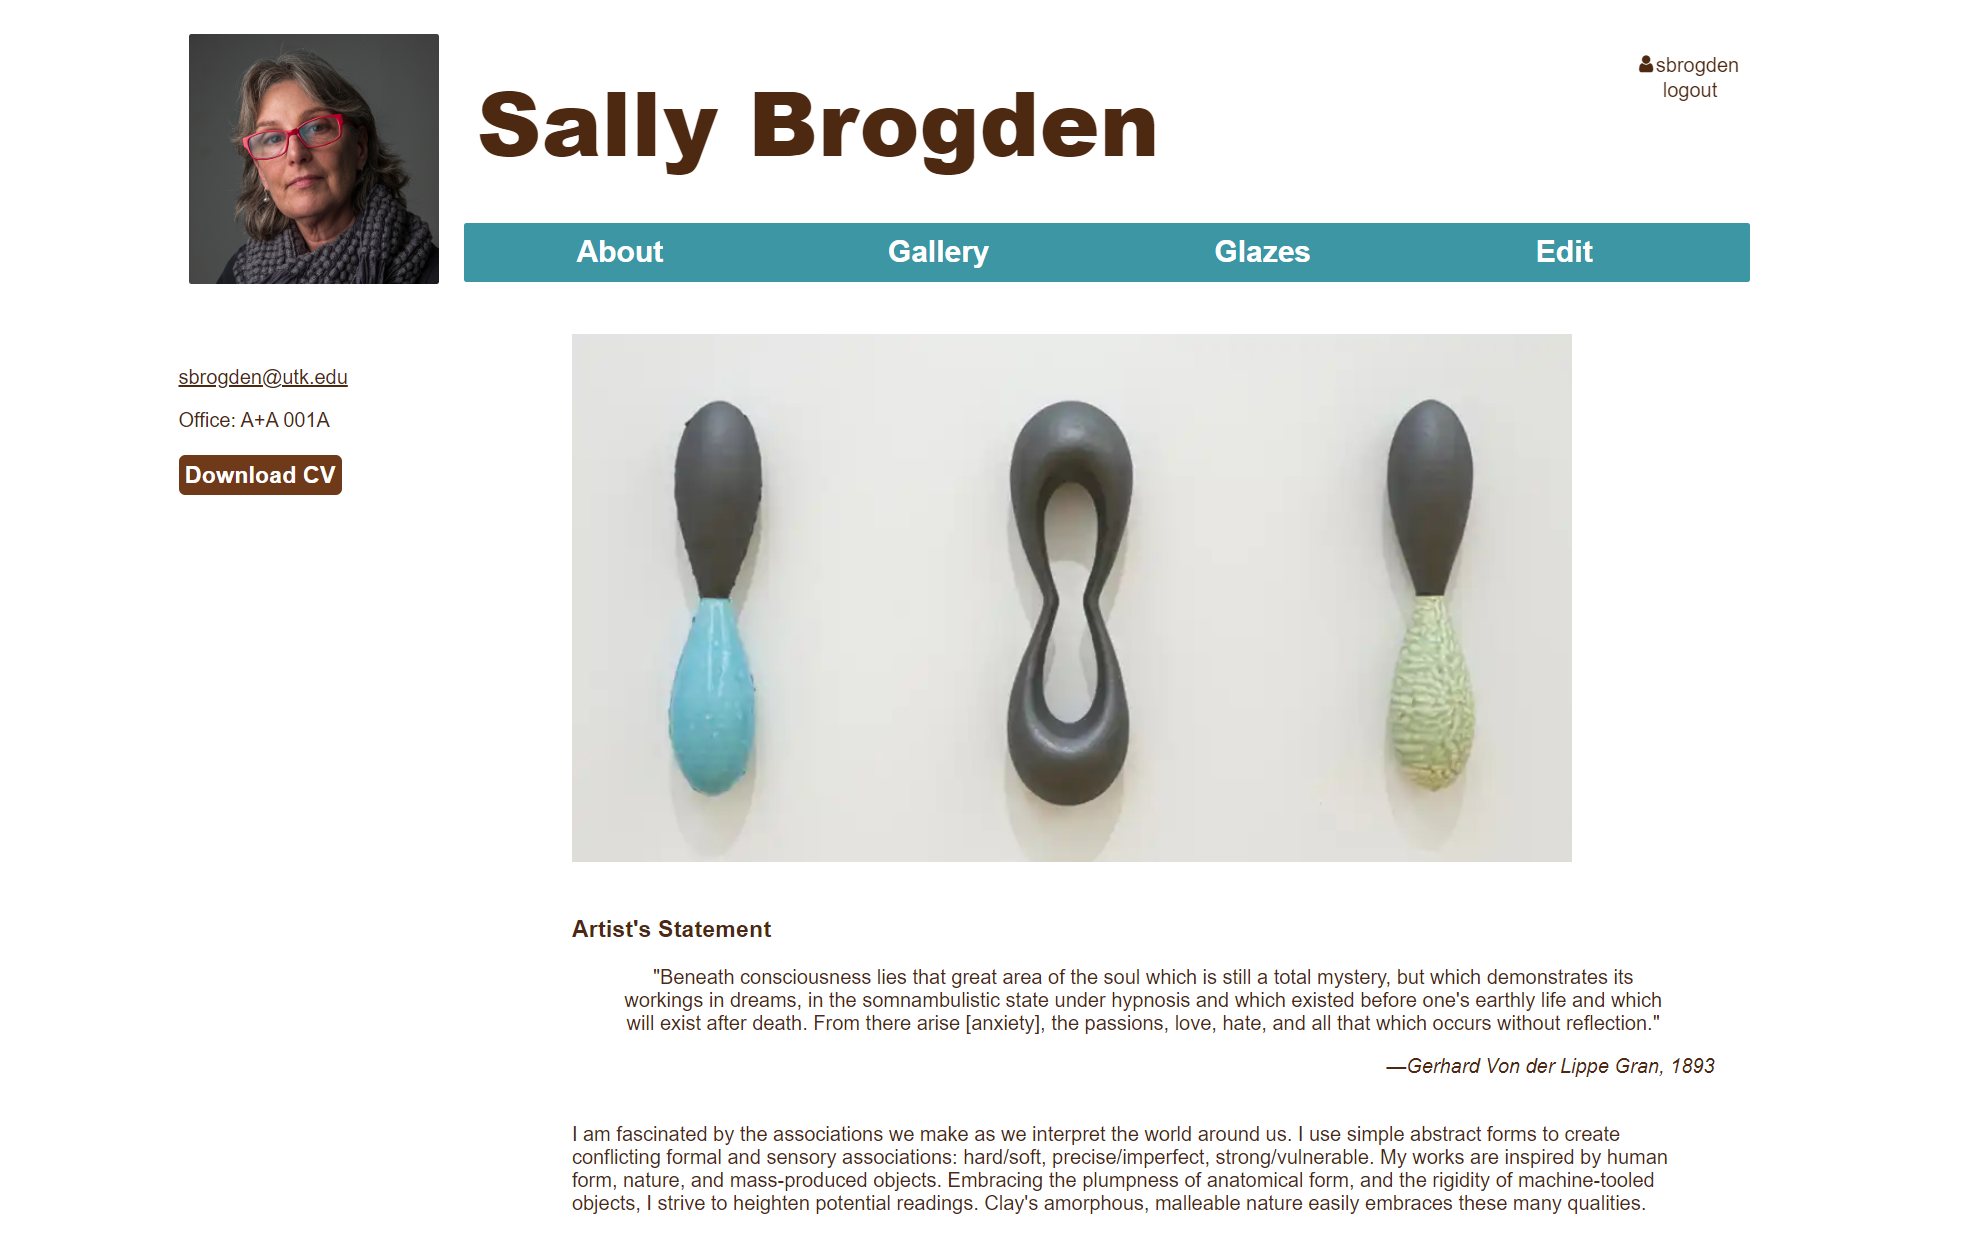 sbrogden
logout
Sally Brogden
About Gallery Glazes Edit
sbrogden@utk.edu
Office: A+A 001A
Download CV
Artist's Statement
"Beneath consciousness lies that great area of the soul which is still a total mystery, but which demonstrates its
workings in dreams, in the somnambulistic state under hypnosis and which existed before one's earthly life and which
will exist after death. From there arise [anxiety], the passions, love, hate, and all that which occurs without reflection."
—Gerhard Von der Lippe Gran, 1893
I am fascinated by the associations we make as we interpret the world around us. I use simple abstract forms to create
conflicting formal and sensory associations: hard/soft, precise/imperfect, strong/vulnerable. My works are inspired by human
form, nature, and mass-produced objects. Embracing the plumpness of anatomical form, and the rigidity of machine-tooled
objects, I strive to heighten potential readings. Clay's amorphous, malleable nature easily embraces these many qualities.